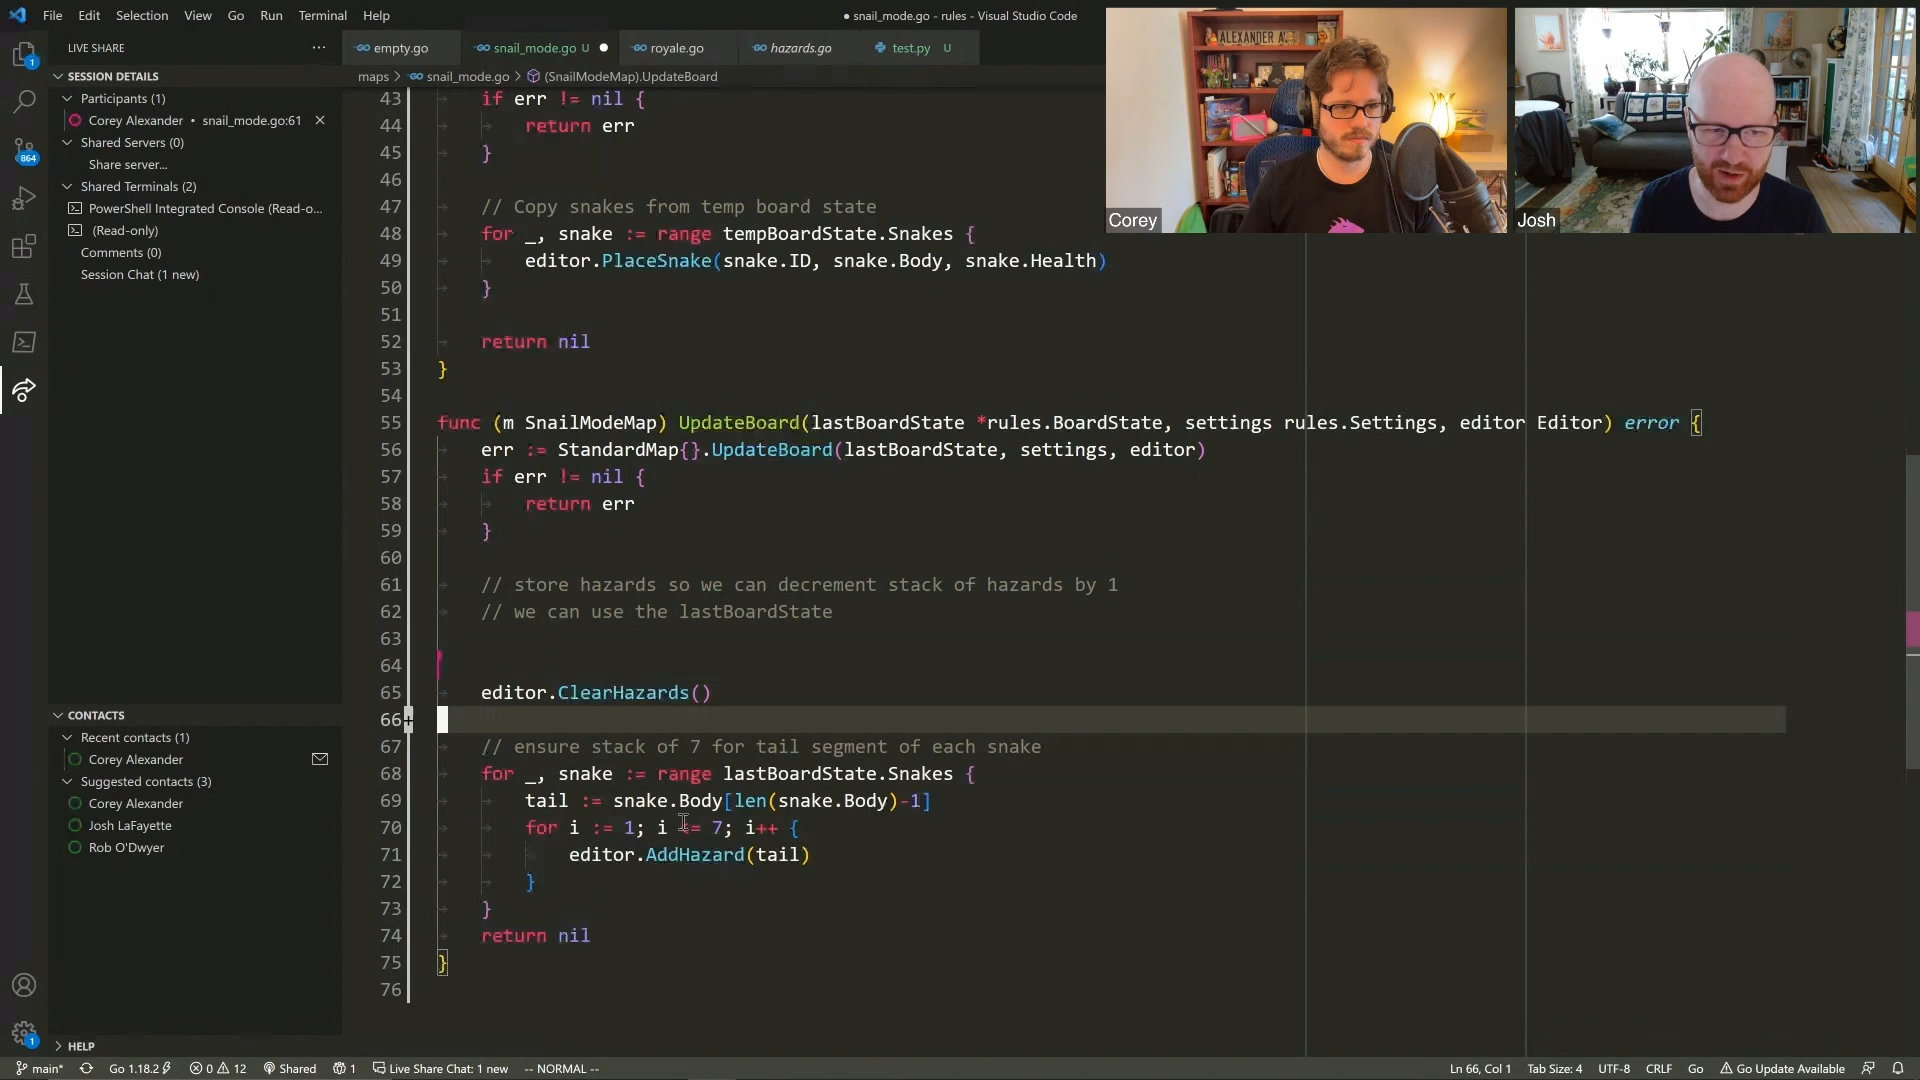 File Edit Selection View Go Run Terminal Help
● snail_mode.go - rules - Visual Studio Code
LIVE SHARE ···
SESSION DETAILS
Participants (1)
Corey Alexander • snail_mode.go:61
Shared Servers (0)
Share server...
Shared Terminals (2)
PowerShell Integrated Console (Read-o...
(Read-only)
Comments (0)
Session Chat (1 new)
CONTACTS
Recent contacts (1)
Corey Alexander
Suggested contacts (3)
Corey Alexander
Josh LaFayette
Rob O'Dwyer
HELP
1
864
1
empty.go snail_mode.go U ● royale.go hazards.go test.py U
maps > snail_mode.go > (SnailModeMap).UpdateBoard
43 if err != nil {
44 return err
45 }
46
47 // Copy snakes from temp board state
48 for _, snake := range tempBoardState.Snakes {
49 editor.PlaceSnake(snake.ID, snake.Body, snake.Health)
50 }
51
52 return nil
53 }
54
55 func (m SnailModeMap) UpdateBoard(lastBoardState *rules.BoardState, settings rules.Settings, editor Editor) error {
56 err := StandardMap{}.UpdateBoard(lastBoardState, settings, editor)
57 if err != nil {
58 return err
59 }
60
61 // store hazards so we can decrement stack of hazards by 1
62 // we can use the lastBoardState
63
64
65 editor.ClearHazards()
66
67 // ensure stack of 7 for tail segment of each snake
68 for _, snake := range lastBoardState.Snakes {
69 tail := snake.Body[len(snake.Body)-1]
70 for i := 1; i <= 7; i++ {
71 editor.AddHazard(tail)
72 }
73 }
74 return nil
75 }
76
ALEXANDER AV
Corey
Josh
main* Go 1.18.2 0 12 Shared 1 Live Share Chat: 1 new -- NORMAL -- Ln 66, Col 1 Tab Size: 4 UTF-8 CRLF Go Go Update Available